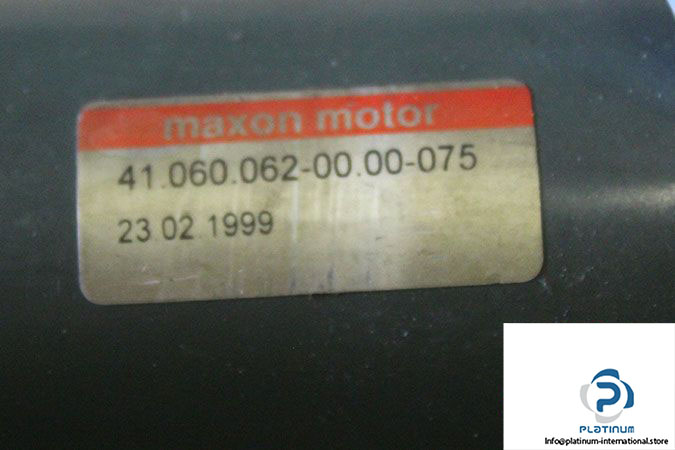 maxon motor
41.060.062-00.00-075
23.02.1999
PLATINUM
Info@platinum-international.store